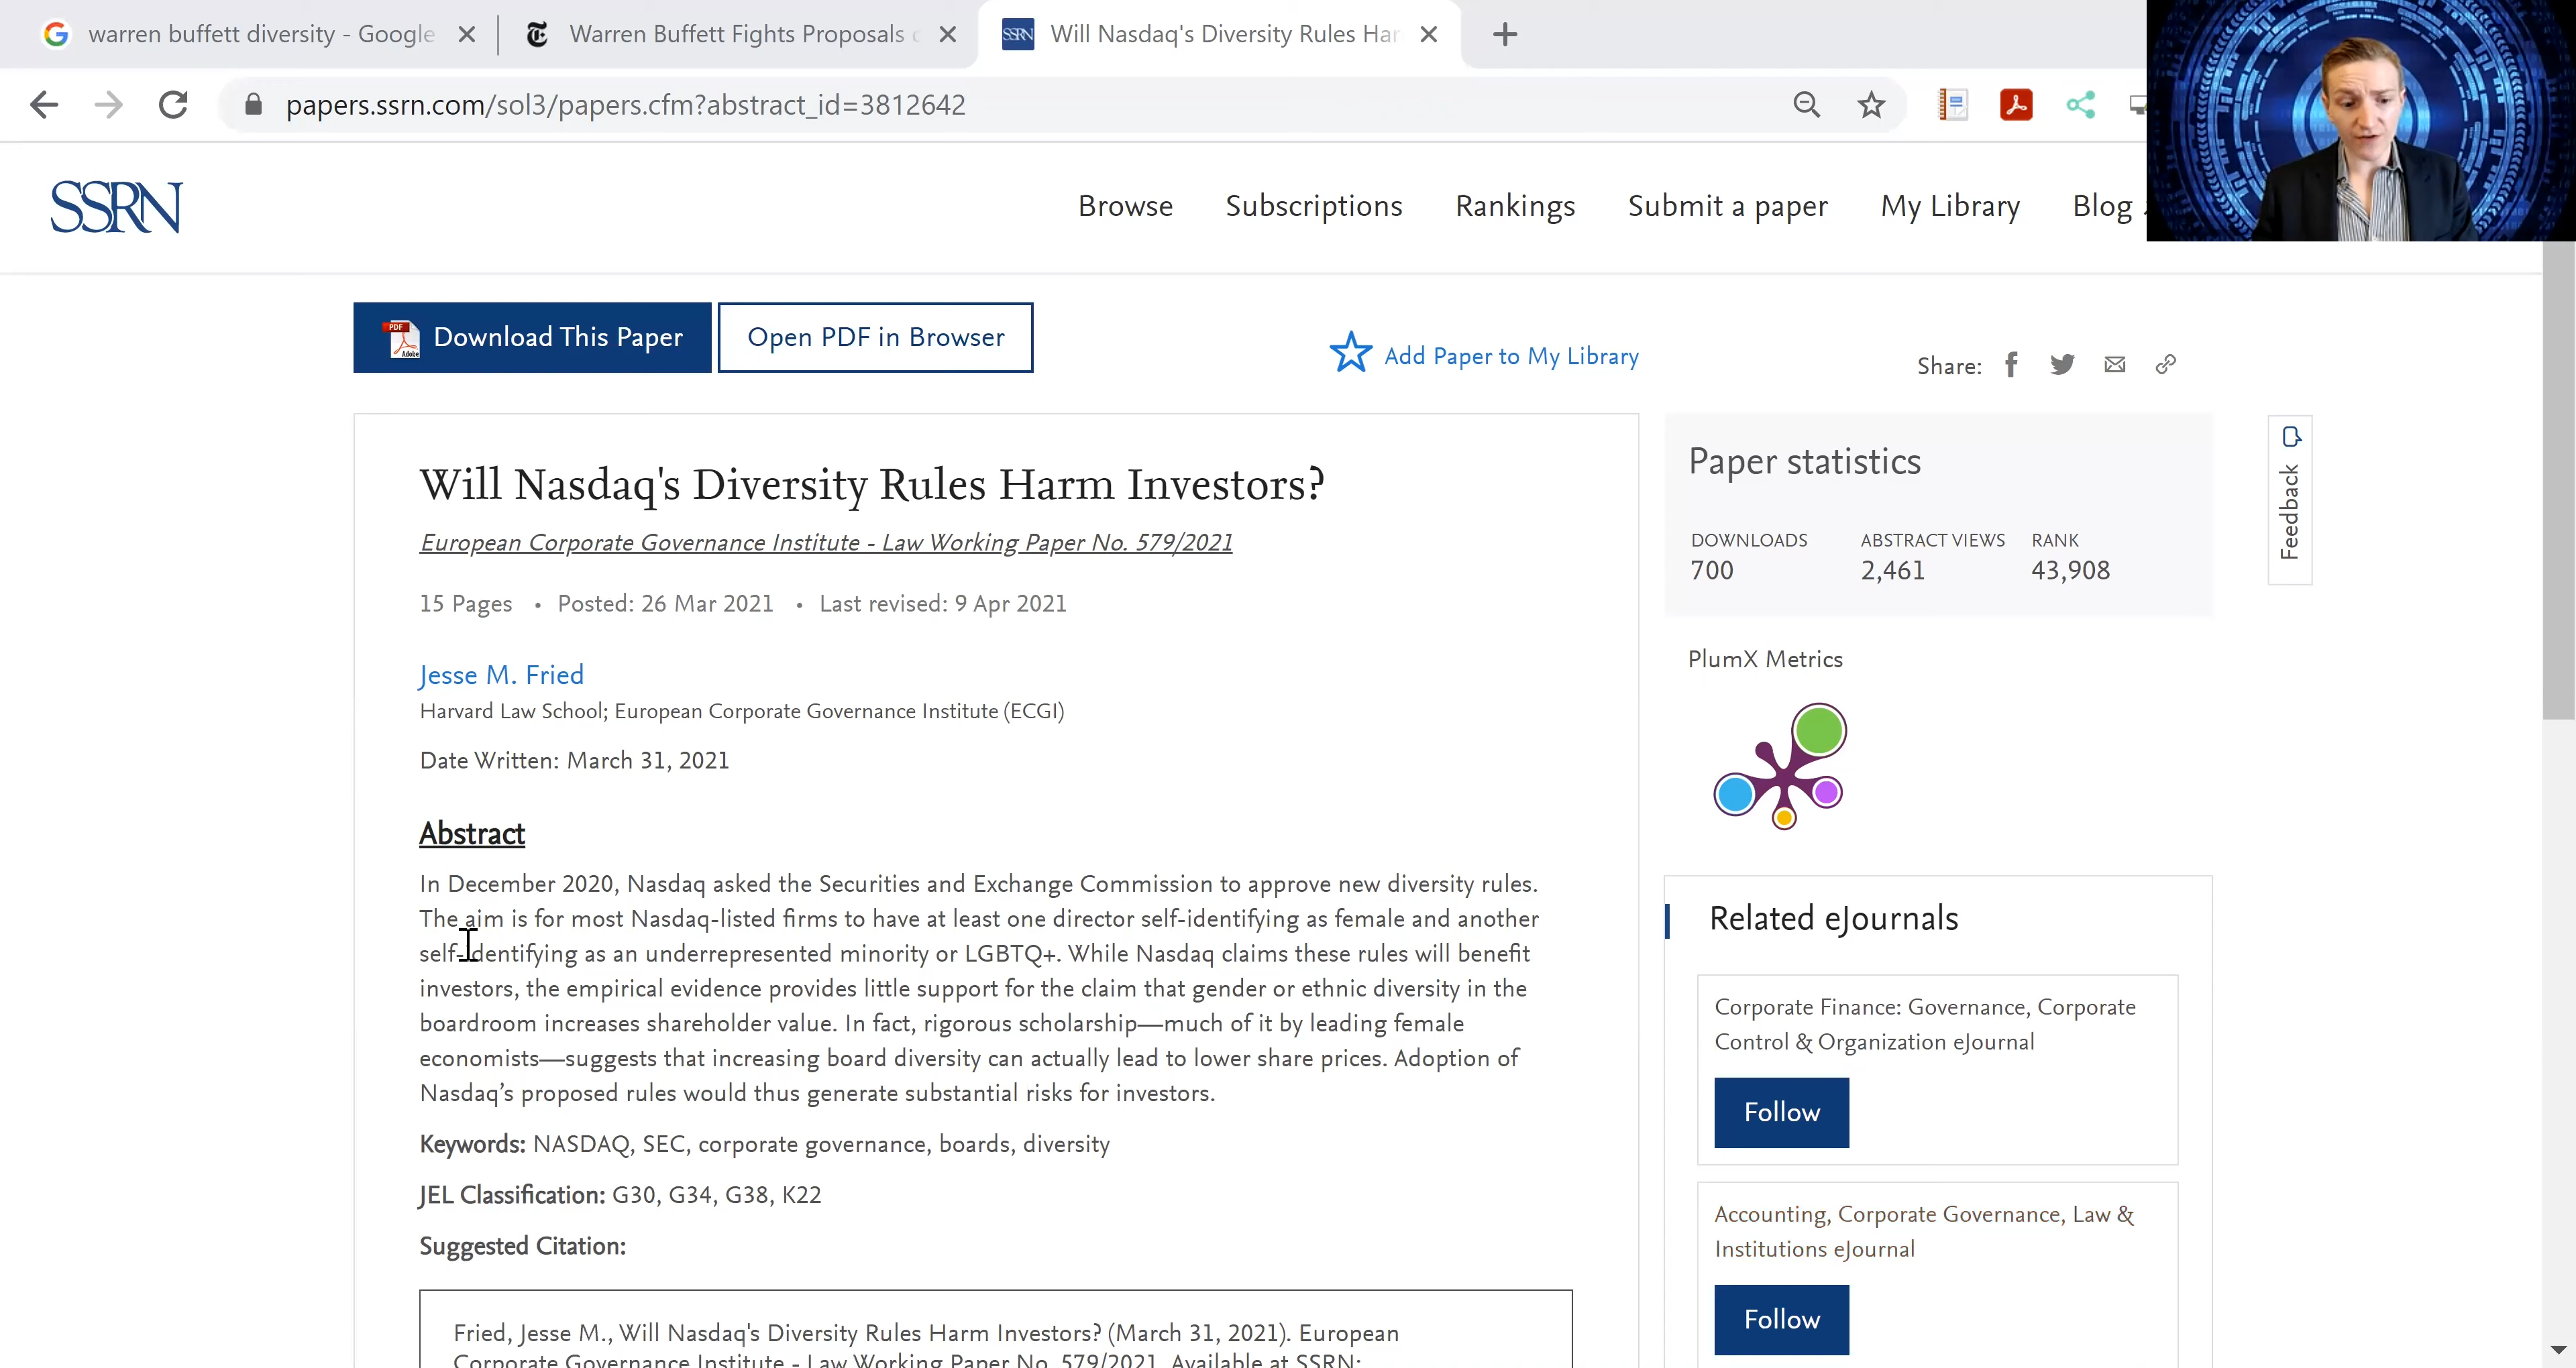 warren buffett diversity - Google
Warren Buffett Fights Proposals
Will Nasdaq's Diversity Rules Har
papers.ssrn.com/sol3/papers.cfm?abstract_id=3812642
SSRN
Browse
Subscriptions
Rankings
Submit a paper
My Library
Blog
Download This Paper
Open PDF in Browser
Add Paper to My Library
Share:
Will Nasdaq's Diversity Rules Harm Investors?
European Corporate Governance Institute - Law Working Paper No. 579/2021
15 Pages • Posted: 26 Mar 2021 • Last revised: 9 Apr 2021
Jesse M. Fried
Harvard Law School; European Corporate Governance Institute (ECGI)
Date Written: March 31, 2021
Abstract
In December 2020, Nasdaq asked the Securities and Exchange Commission to approve new diversity rules.
The aim is for most Nasdaq-listed firms to have at least one director self-identifying as female and another
self-identifying as an underrepresented minority or LGBTQ+. While Nasdaq claims these rules will benefit
investors, the empirical evidence provides little support for the claim that gender or ethnic diversity in the
boardroom increases shareholder value. In fact, rigorous scholarship—much of it by leading female
economists—suggests that increasing board diversity can actually lead to lower share prices. Adoption of
Nasdaq’s proposed rules would thus generate substantial risks for investors.
Keywords: NASDAQ, SEC, corporate governance, boards, diversity
JEL Classification: G30, G34, G38, K22
Suggested Citation:
Fried, Jesse M., Will Nasdaq's Diversity Rules Harm Investors? (March 31, 2021). European
Corporate Governance Institute - Law Working Paper No. 579/2021, Available at SSRN:
Paper statistics
DOWNLOADS
700
ABSTRACT VIEWS
2,461
RANK
43,908
PlumX Metrics
Related eJournals
Corporate Finance: Governance, Corporate
Control & Organization eJournal
Follow
Accounting, Corporate Governance, Law &
Institutions eJournal
Follow
Feedback